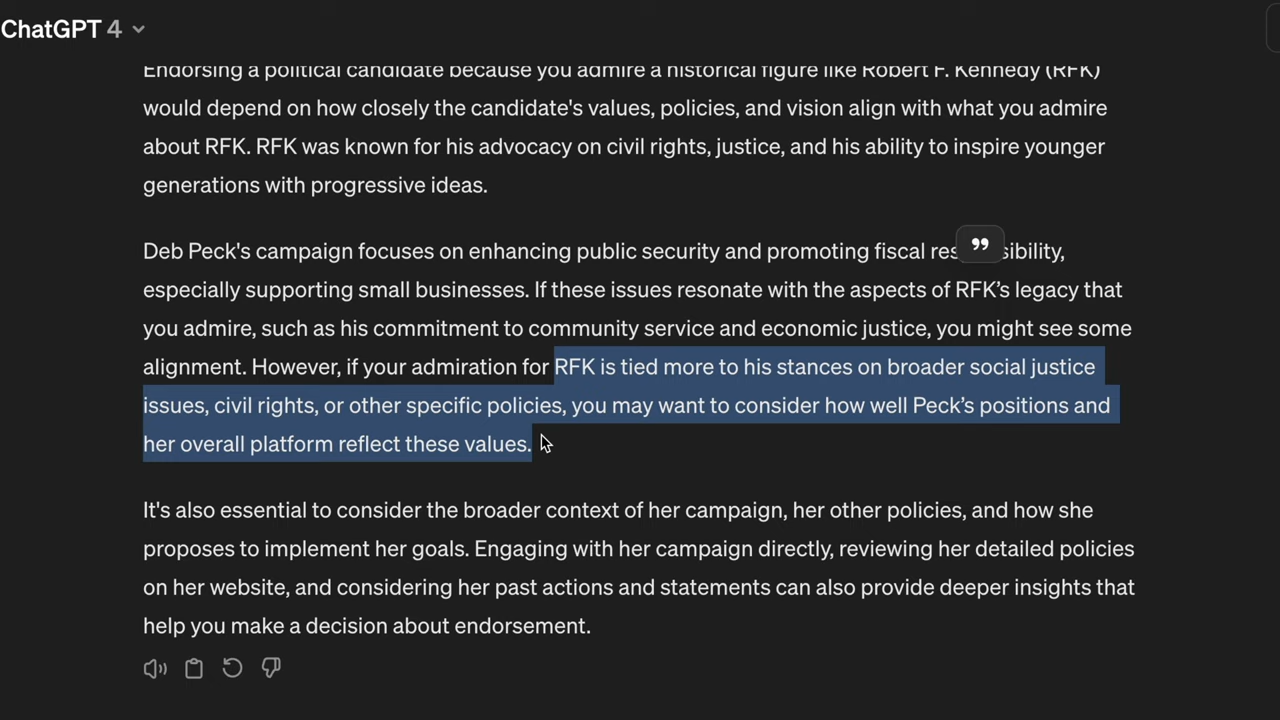 ChatGPT 4
Endorsing a political candidate because you admire a historical figure like Robert F. Kennedy (RFK)
would depend on how closely the candidate's values, policies, and vision align with what you admire
about RFK. RFK was known for his advocacy on civil rights, justice, and his ability to inspire younger
generations with progressive ideas.
Deb Peck's campaign focuses on enhancing public security and promoting fiscal res sibility,
especially supporting small businesses. If these issues resonate with the aspects of RFK’s legacy that
you admire, such as his commitment to community service and economic justice, you might see some
alignment. However, if your admiration for RFK is tied more to his stances on broader social justice
issues, civil rights, or other specific policies, you may want to consider how well Peck’s positions and
her overall platform reflect these values.
It's also essential to consider the broader context of her campaign, her other policies, and how she
proposes to implement her goals. Engaging with her campaign directly, reviewing her detailed policies
on her website, and considering her past actions and statements can also provide deeper insights that
help you make a decision about endorsement.